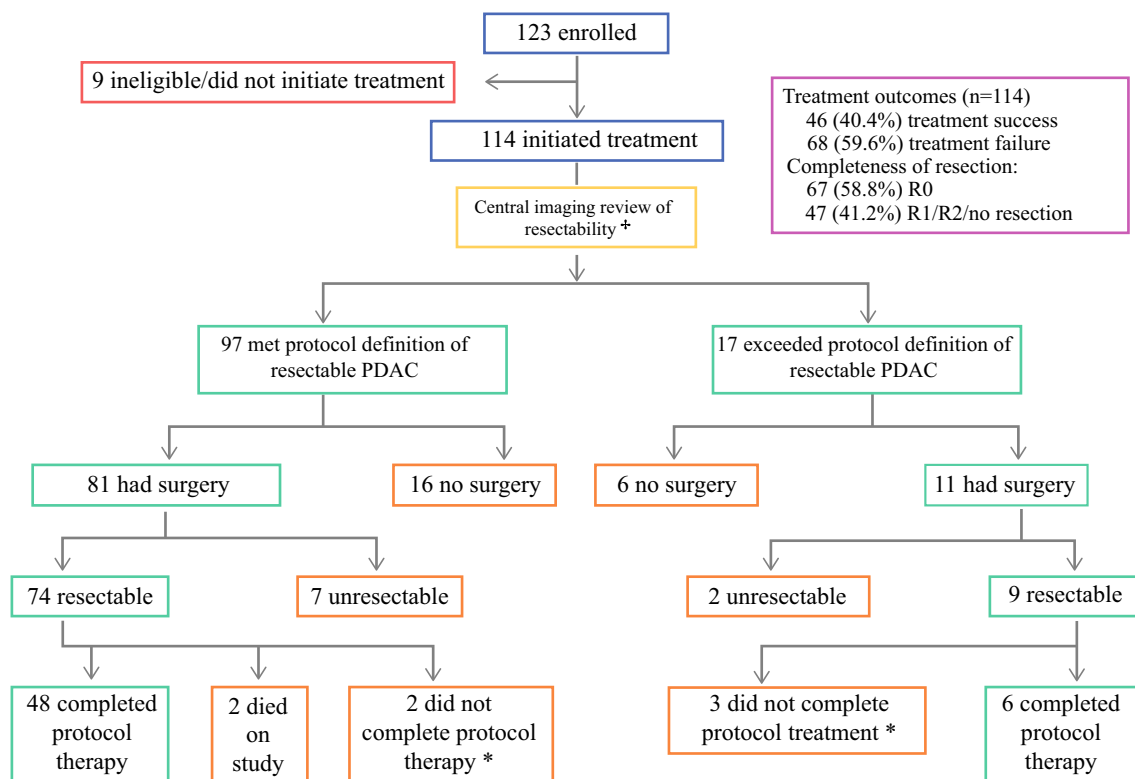 123 enrolled
9 ineligible/did not initiate treatment
114 initiated treatment
Treatment outcomes (n=114)
46 (40.4%) treatment success
68 (59.6%) treatment failure
Completeness of resection:
67 (58.8%) R0
47 (41.2%) R1/R2/no resection
Central imaging review of
resectability ‡
97 met protocol definition of
resectable PDAC
17 exceeded protocol definition of
resectable PDAC
81 had surgery
16 no surgery
6 no surgery
11 had surgery
74 resectable
7 unresectable
2 unresectable
9 resectable
48 completed
protocol
therapy
2 died
on
study
2 did not
complete protocol
therapy *
3 did not complete
protocol treatment *
6 completed
protocol
therapy